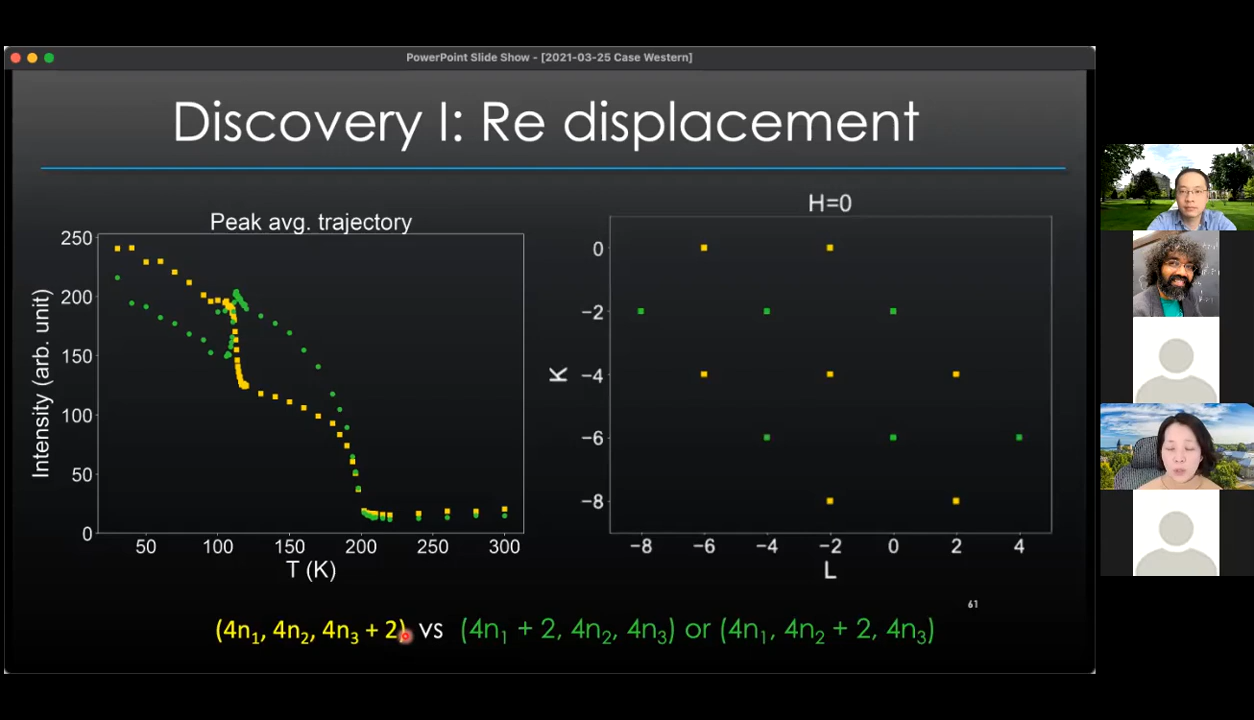 PowerPoint Slide Show - [2021-03-25 Case Western]
Discovery I: Re displacement
Peak avg. trajectory
Intensity (arb. unit)
250
200
150
100
50
0
50 100 150 200 250 300
T (K)
H=0
K
0
−2
−4
−6
−8
−8 −6 −4 −2 0 2 4
L
61
(4n₁, 4n₂, 4n₃ + 2) vs (4n₁ + 2, 4n₂, 4n₃) or (4n₁, 4n₂ + 2, 4n₃)